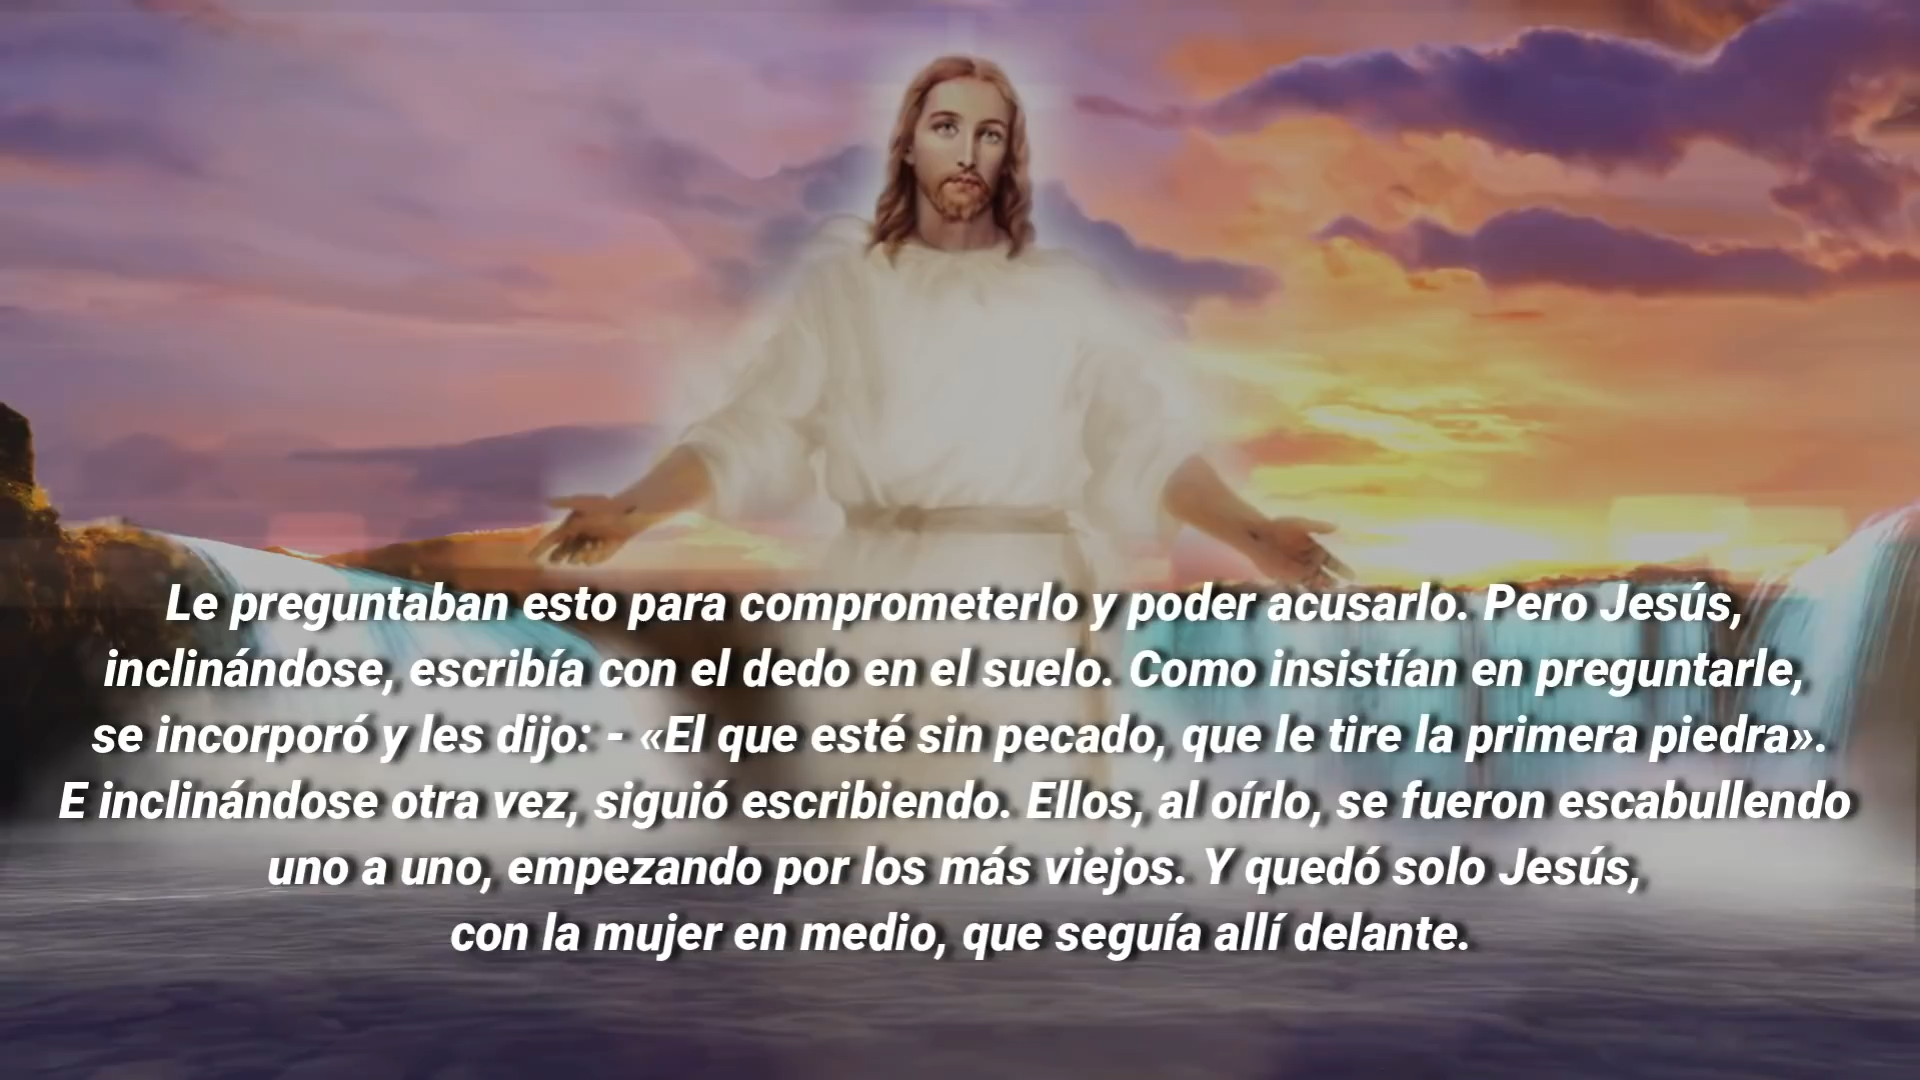 Le preguntaban esto para comprometerlo y poder acusarlo. Pero Jesús,
inclinándose, escribía con el dedo en el suelo. Como insistían en preguntarle,
se incorporó y les dijo: - «El que esté sin pecado, que le tire la primera piedra».
E inclinándose otra vez, siguió escribiendo. Ellos, al oírlo, se fueron escabullendo
uno a uno, empezando por los más viejos. Y quedó solo Jesús,
con la mujer en medio, que seguía allí delante.